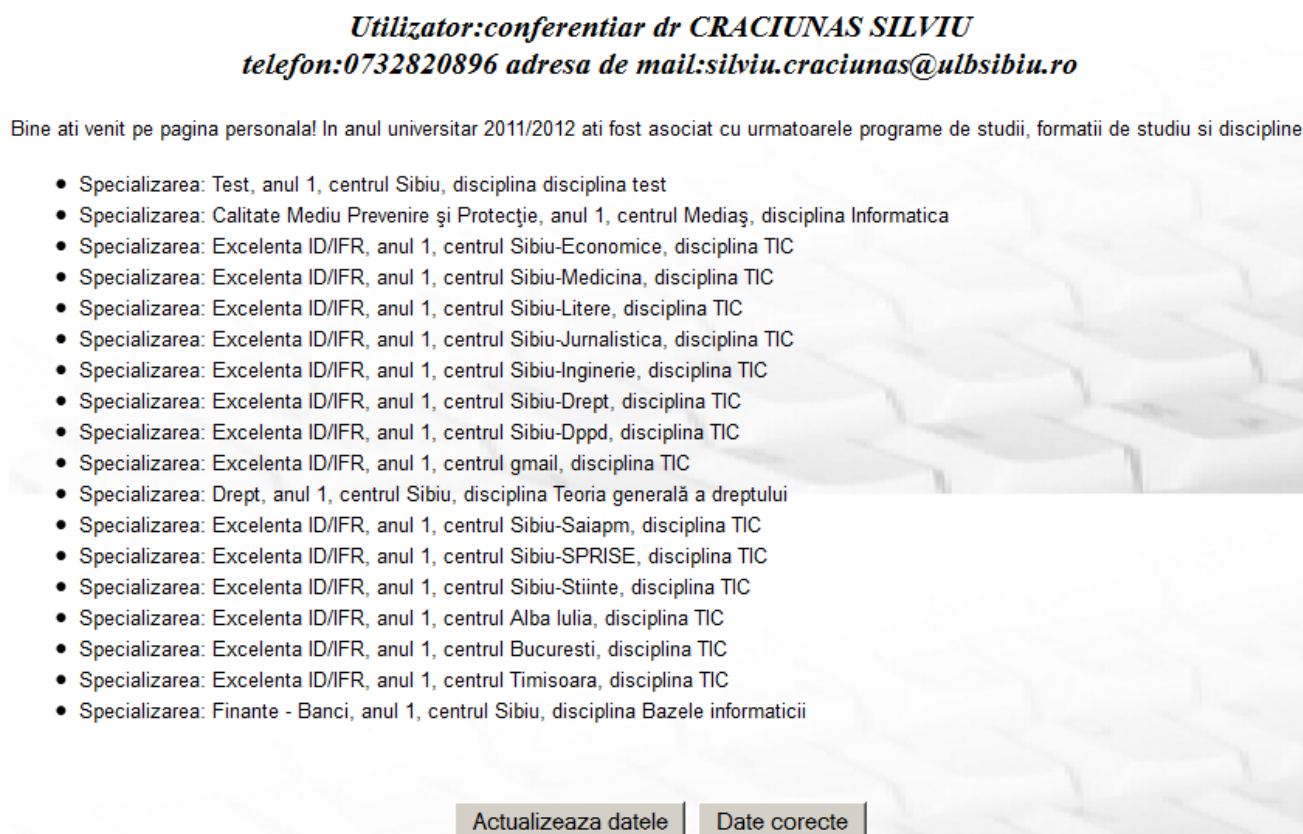 Utilizator:conferentiar dr CRACIUNAS SILVIU
telefon:0732820896 adresa de mail:silviu.craciunas@ulbsibiu.ro
Bine ati venit pe pagina personala! In anul universitar 2011/2012 ati fost asociat cu urmatoarele programe de studii, formatii de studiu si discipline
• Specializarea: Test, anul 1, centrul Sibiu, disciplina disciplina test
• Specializarea: Calitate Mediu Prevenire şi Protecţie, anul 1, centrul Mediaş, disciplina Informatica
• Specializarea: Excelenta ID/IFR, anul 1, centrul Sibiu-Economice, disciplina TIC
• Specializarea: Excelenta ID/IFR, anul 1, centrul Sibiu-Medicina, disciplina TIC
• Specializarea: Excelenta ID/IFR, anul 1, centrul Sibiu-Litere, disciplina TIC
• Specializarea: Excelenta ID/IFR, anul 1, centrul Sibiu-Jurnalistica, disciplina TIC
• Specializarea: Excelenta ID/IFR, anul 1, centrul Sibiu-Inginerie, disciplina TIC
• Specializarea: Excelenta ID/IFR, anul 1, centrul Sibiu-Drept, disciplina TIC
• Specializarea: Excelenta ID/IFR, anul 1, centrul Sibiu-Dppd, disciplina TIC
• Specializarea: Excelenta ID/IFR, anul 1, centrul gmail, disciplina TIC
• Specializarea: Drept, anul 1, centrul Sibiu, disciplina Teoria generală a dreptului
• Specializarea: Excelenta ID/IFR, anul 1, centrul Sibiu-Saiapm, disciplina TIC
• Specializarea: Excelenta ID/IFR, anul 1, centrul Sibiu-SPRISE, disciplina TIC
• Specializarea: Excelenta ID/IFR, anul 1, centrul Sibiu-Stiinte, disciplina TIC
• Specializarea: Excelenta ID/IFR, anul 1, centrul Alba Iulia, disciplina TIC
• Specializarea: Excelenta ID/IFR, anul 1, centrul Bucuresti, disciplina TIC
• Specializarea: Excelenta ID/IFR, anul 1, centrul Timisoara, disciplina TIC
• Specializarea: Finante - Banci, anul 1, centrul Sibiu, disciplina Bazele informaticii
Actualizeaza datele Date corecte